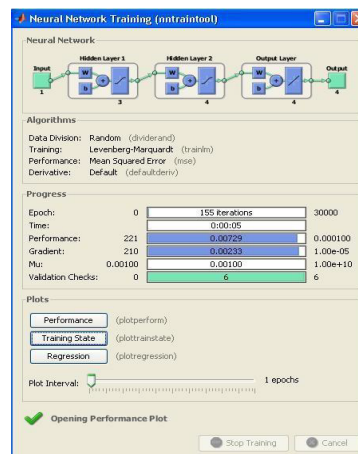 Neural Network Training (nntraintool)
Neural Network
Hidden Layer 1
Hidden Layer 2
Output Layer
Input
W
b
W
b
W
b
Output
1
3
4
4
4
Algorithms
Data Division: Random (dividerand)
Training: Levenberg-Marquardt (trainlm)
Performance: Mean Squared Error (mse)
Derivative: Default (defaultderiv)
Progress
Epoch: 0 155 iterations 30000
Time: 0:00:05
Performance: 221 0.00729 0.000100
Gradient: 210 0.00233 1.00e-05
Mu: 0.00100 0.00100 1.00e+10
Validation Checks: 0 6 6
Plots
Performance (plotperform)
Training State (plottrainstate)
Regression (plotregression)
Plot Interval: 1 epochs
Opening Performance Plot
Stop Training Cancel